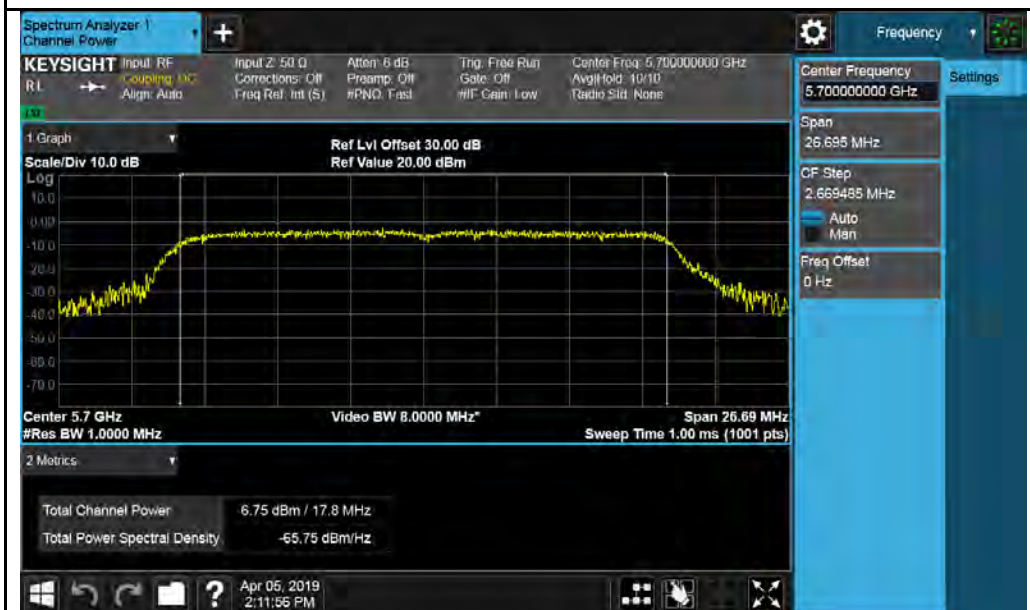 Spectrum Analyzer 1
Channel Power
+
Frequency
KEYSIGHT
RL
Input: RF
Coupling: DC
Align: Auto
Input Z: 50 Ω
Corrections: Off
Freq Ref: Int (S)
Atten: 6 dB
Preamp: Off
#PNO: Fast
Trig: Free Run
Gate: Off
#IF Gain: Low
Center Freq: 5.700000000 GHz
Avg|Hold: 10/10
Radio Std: None
Center Frequency
5.700000000 GHz
Settings
Span
26.695 MHz
CF Step
2.669485 MHz
Auto
Man
Freq Offset
0 Hz
1 Graph
Scale/Div 10.0 dB
Ref Lvl Offset 30.00 dB
Ref Value 20.00 dBm
Log
10.0
0.00
-10.0
-20.0
-30.0
-40.0
-50.0
-60.0
-70.0
Center 5.7 GHz
Video BW 8.0000 MHz*
Span 26.69 MHz
#Res BW 1.0000 MHz
Sweep Time 1.00 ms (1001 pts)
2 Metrics
Total Channel Power
6.75 dBm / 17.8 MHz
Total Power Spectral Density
-65.75 dBm/Hz
?
Apr 05, 2019
2:11:55 PM